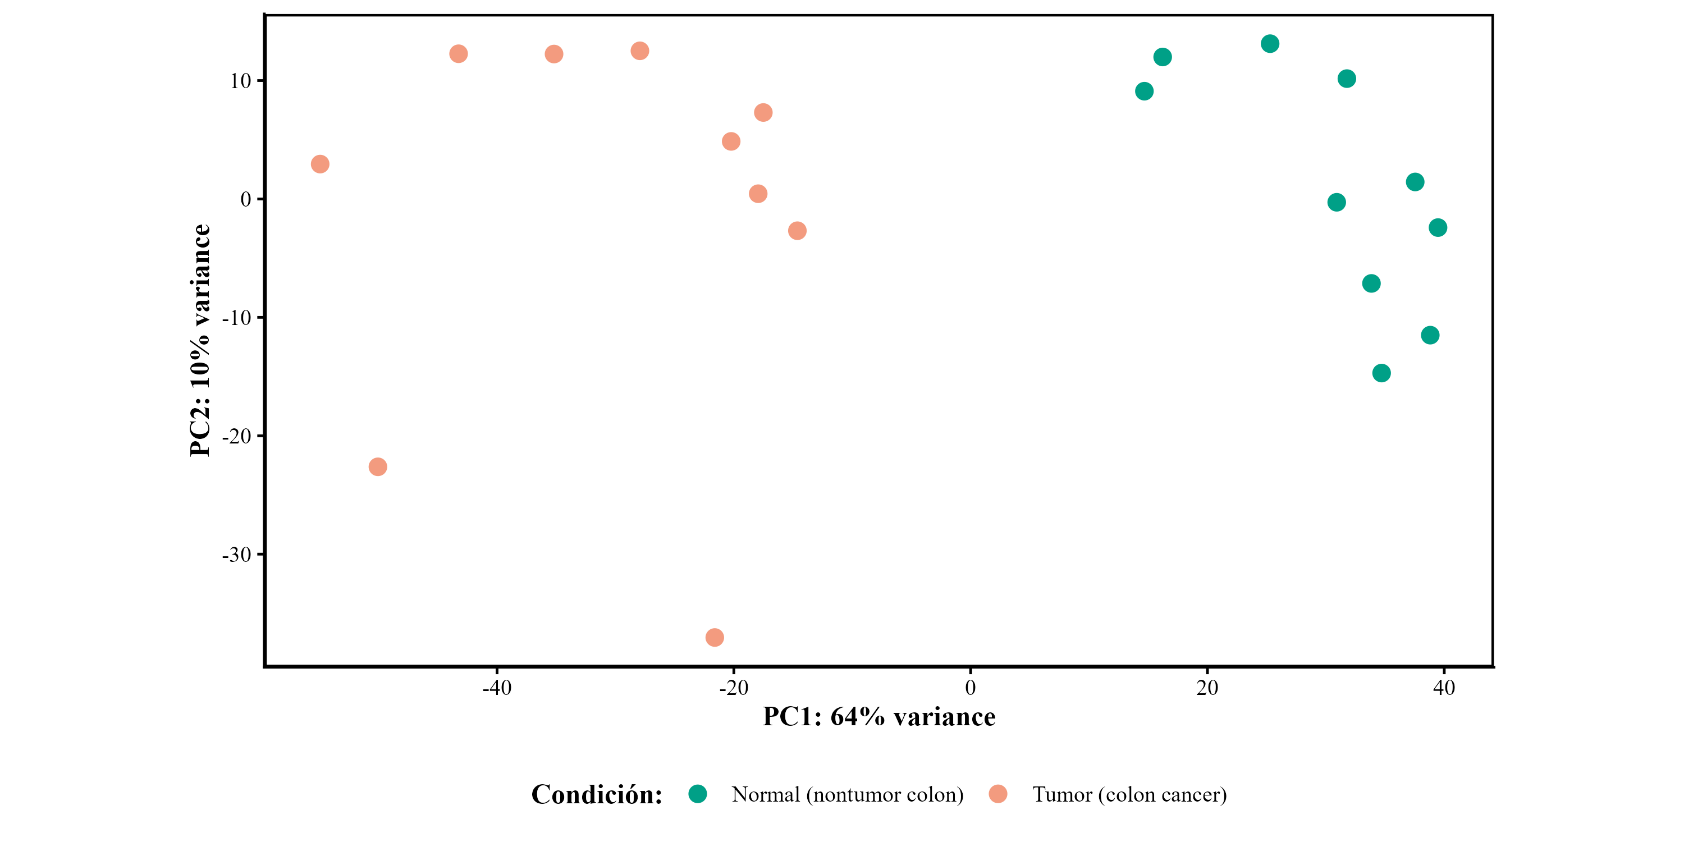 10
0
-10
-20
-30
PC2: 10% variance
-40 -20 0 20 40
PC1: 64% variance
Condición: Normal (nontumor colon) Tumor (colon cancer)